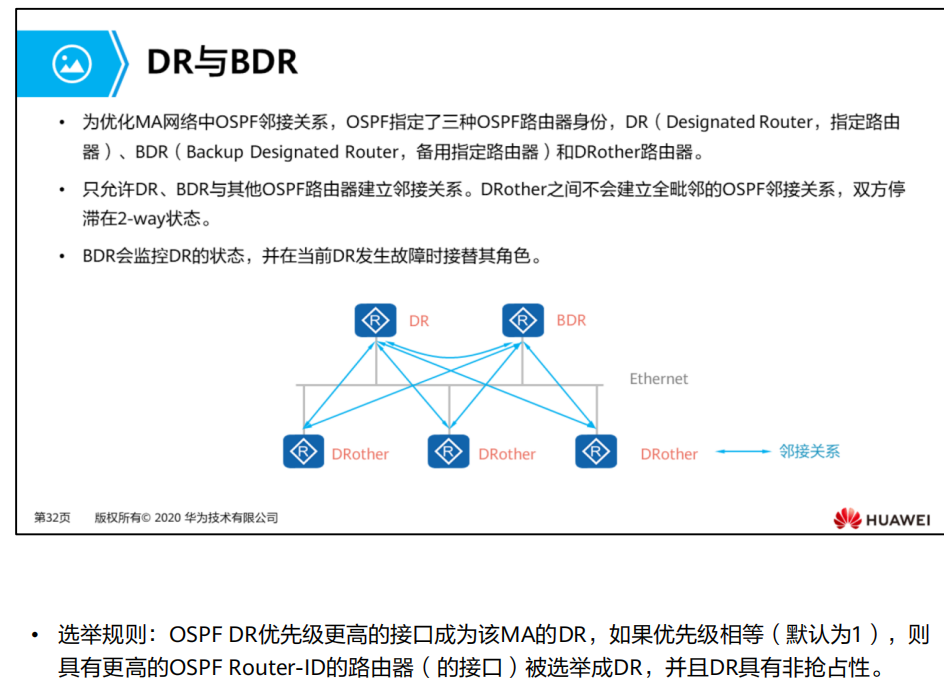 DR与BDR
• 为优化MA网络中OSPF邻接关系，OSPF指定了三种OSPF路由器身份，DR（Designated Router，指定路由
器）、BDR（Backup Designated Router，备用指定路由器）和DRother路由器。
• 只允许DR、BDR与其他OSPF路由器建立邻接关系。DRother之间不会建立全毗邻的OSPF邻接关系，双方停
滞在2-way状态。
• BDR会监控DR的状态，并在当前DR发生故障时接替其角色。
R DR R BDR
Ethernet
R DRother R DRother R DRother 邻接关系
第32页 版权所有© 2020 华为技术有限公司 HUAWEI
• 选举规则：OSPF DR优先级更高的接口成为该MA的DR，如果优先级相等（默认为1），则
具有更高的OSPF Router-ID的路由器（的接口）被选举成DR，并且DR具有非抢占性。